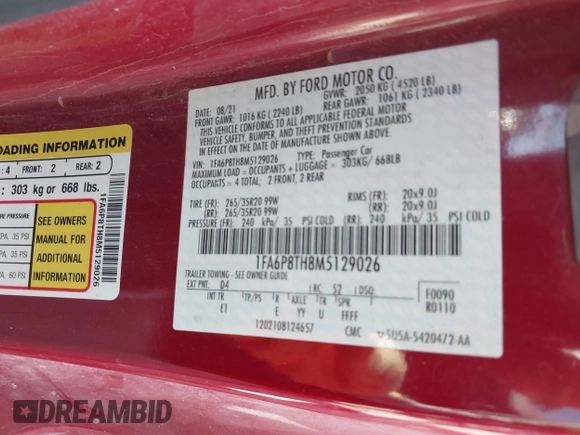 MFD. BY FORD MOTOR CO.
DATE: 08/21 GVWR: 2050 KG (4520 LB)
FRONT GAWR: 1016 KG (2240 LB) REAR GAWR: 1061 KG (2340 LB)
THIS VEHICLE CONFORMS TO ALL APPLICABLE FEDERAL MOTOR
VEHICLE SAFETY, BUMPER, AND THEFT PREVENTION STANDARDS
IN EFFECT ON THE DATE OF MANUFACTURE SHOWN ABOVE.
VIN: 1FA6P8TH8M5129026 TYPE: Passenger Car
MAXIMUM LOAD = OCCUPANTS + LUGGAGE = 303KG/ 668LB
OCCUPANTS = 4 TOTAL; 2 FRONT, 2 REAR
TIRE (FR): 265/35R20 99W RIMS (FR): 20x9.0J
(RR): 265/35R20 99W (RR): 20x9.0J
PRESSURE (FR): 240 kPa/ 35 PSI COLD (RR): 240 kPa/ 35 PSI COLD
1FA6P8TH8M5129026
TRAILER TOWING - SEE OWNER GUIDE
EXT PNT: D4 RC: 52 DSO: F0090
INT TR TP/PS R AXLE TR SPR R0110
E1 E YY U FFFF
1202108124657 CMC 5U5A-5420472-AA
LOADING INFORMATION
: 4 FRONT: 2 REAR: 2
: 303 kg or 668 lbs.
PRESSURE
PA, 35 PSI
PA, 35 PSI
PA, 60 PSI
SEE OWNERS
MANUAL FOR
ADDITIONAL
INFORMATION
1FA6P8TH8M5129026
DREAMBID